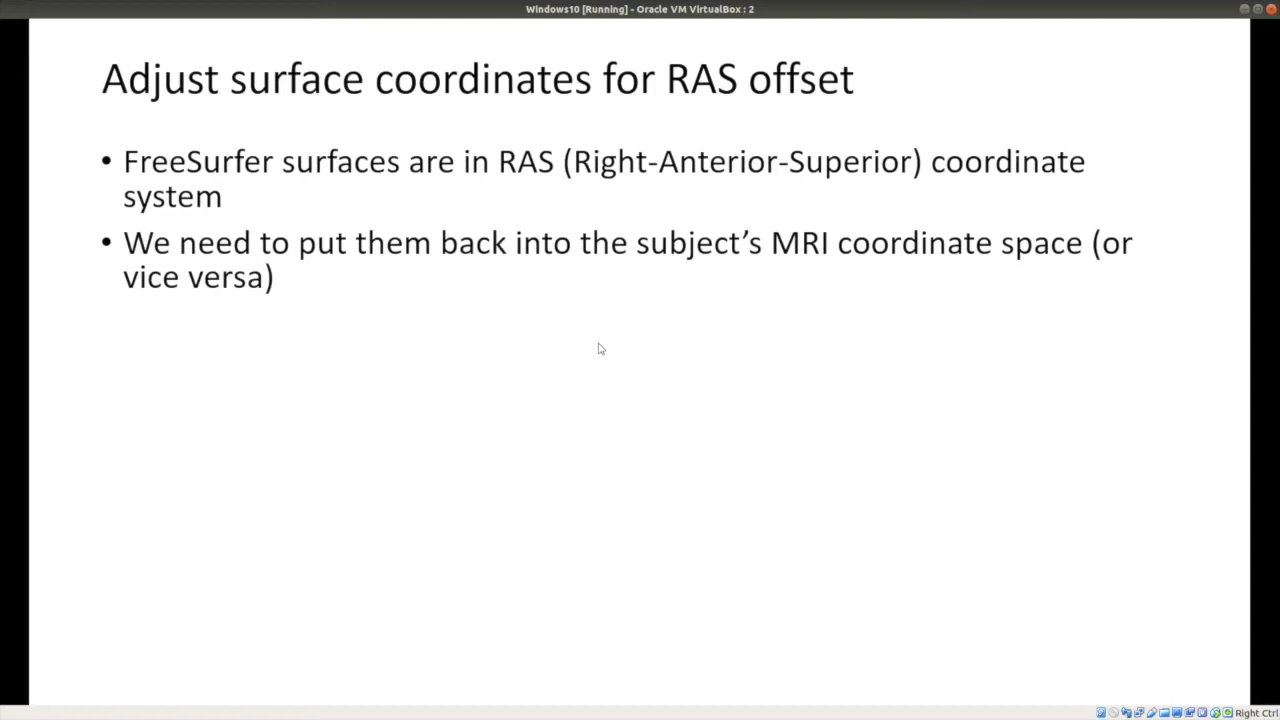 Windows10 [Running] - Oracle VM VirtualBox : 2
Adjust surface coordinates for RAS offset
• FreeSurfer surfaces are in RAS (Right-Anterior-Superior) coordinate
system
• We need to put them back into the subject’s MRI coordinate space (or
vice versa)
Right Ctrl